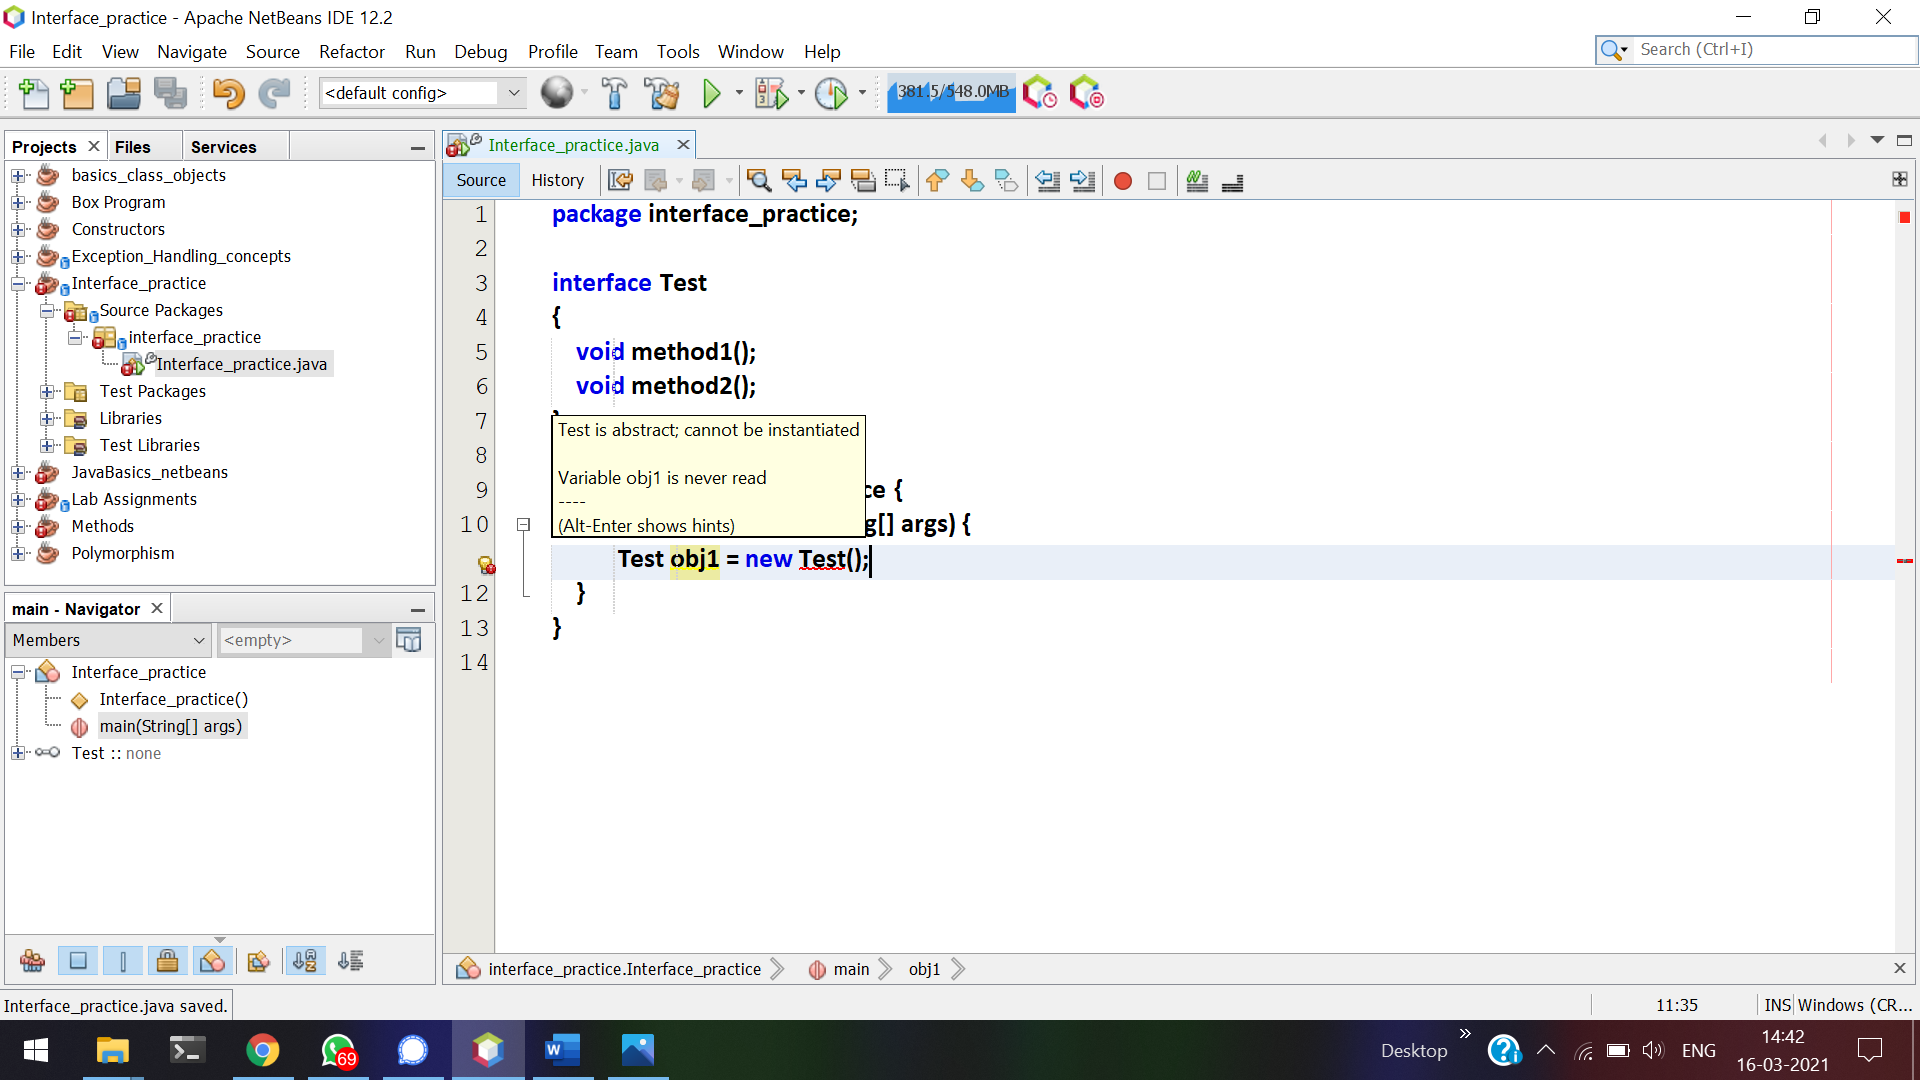 Interface_practice - Apache NetBeans IDE 12.2
File Edit View Navigate Source Refactor Run Debug Profile Team Tools Window Help
Search (Ctrl+I)
<default config>
381.5/548.0MB
Projects Files Services
basics_class_objects
Box Program
Constructors
Exception_Handling_concepts
Interface_practice
Source Packages
interface_practice
Interface_practice.java
Test Packages
Libraries
Test Libraries
JavaBasics_netbeans
Lab Assignments
Methods
Polymorphism
main - Navigator
Members <empty>
Interface_practice
Interface_practice()
main(String[] args)
Test :: none
Interface_practice.java
Source History
1 package interface_practice;
2
3 interface Test
4 {
5 void method1();
6 void method2();
7
8
9 ce {
10 g[] args) {
Test obj1 = new Test();
12 }
13 }
14
Test is abstract; cannot be instantiated
Variable obj1 is never read
----
(Alt-Enter shows hints)
interface_practice.Interface_practice main obj1
Interface_practice.java saved.
11:35 INS Windows (CR...
69
Desktop
ENG
14:42
16-03-2021